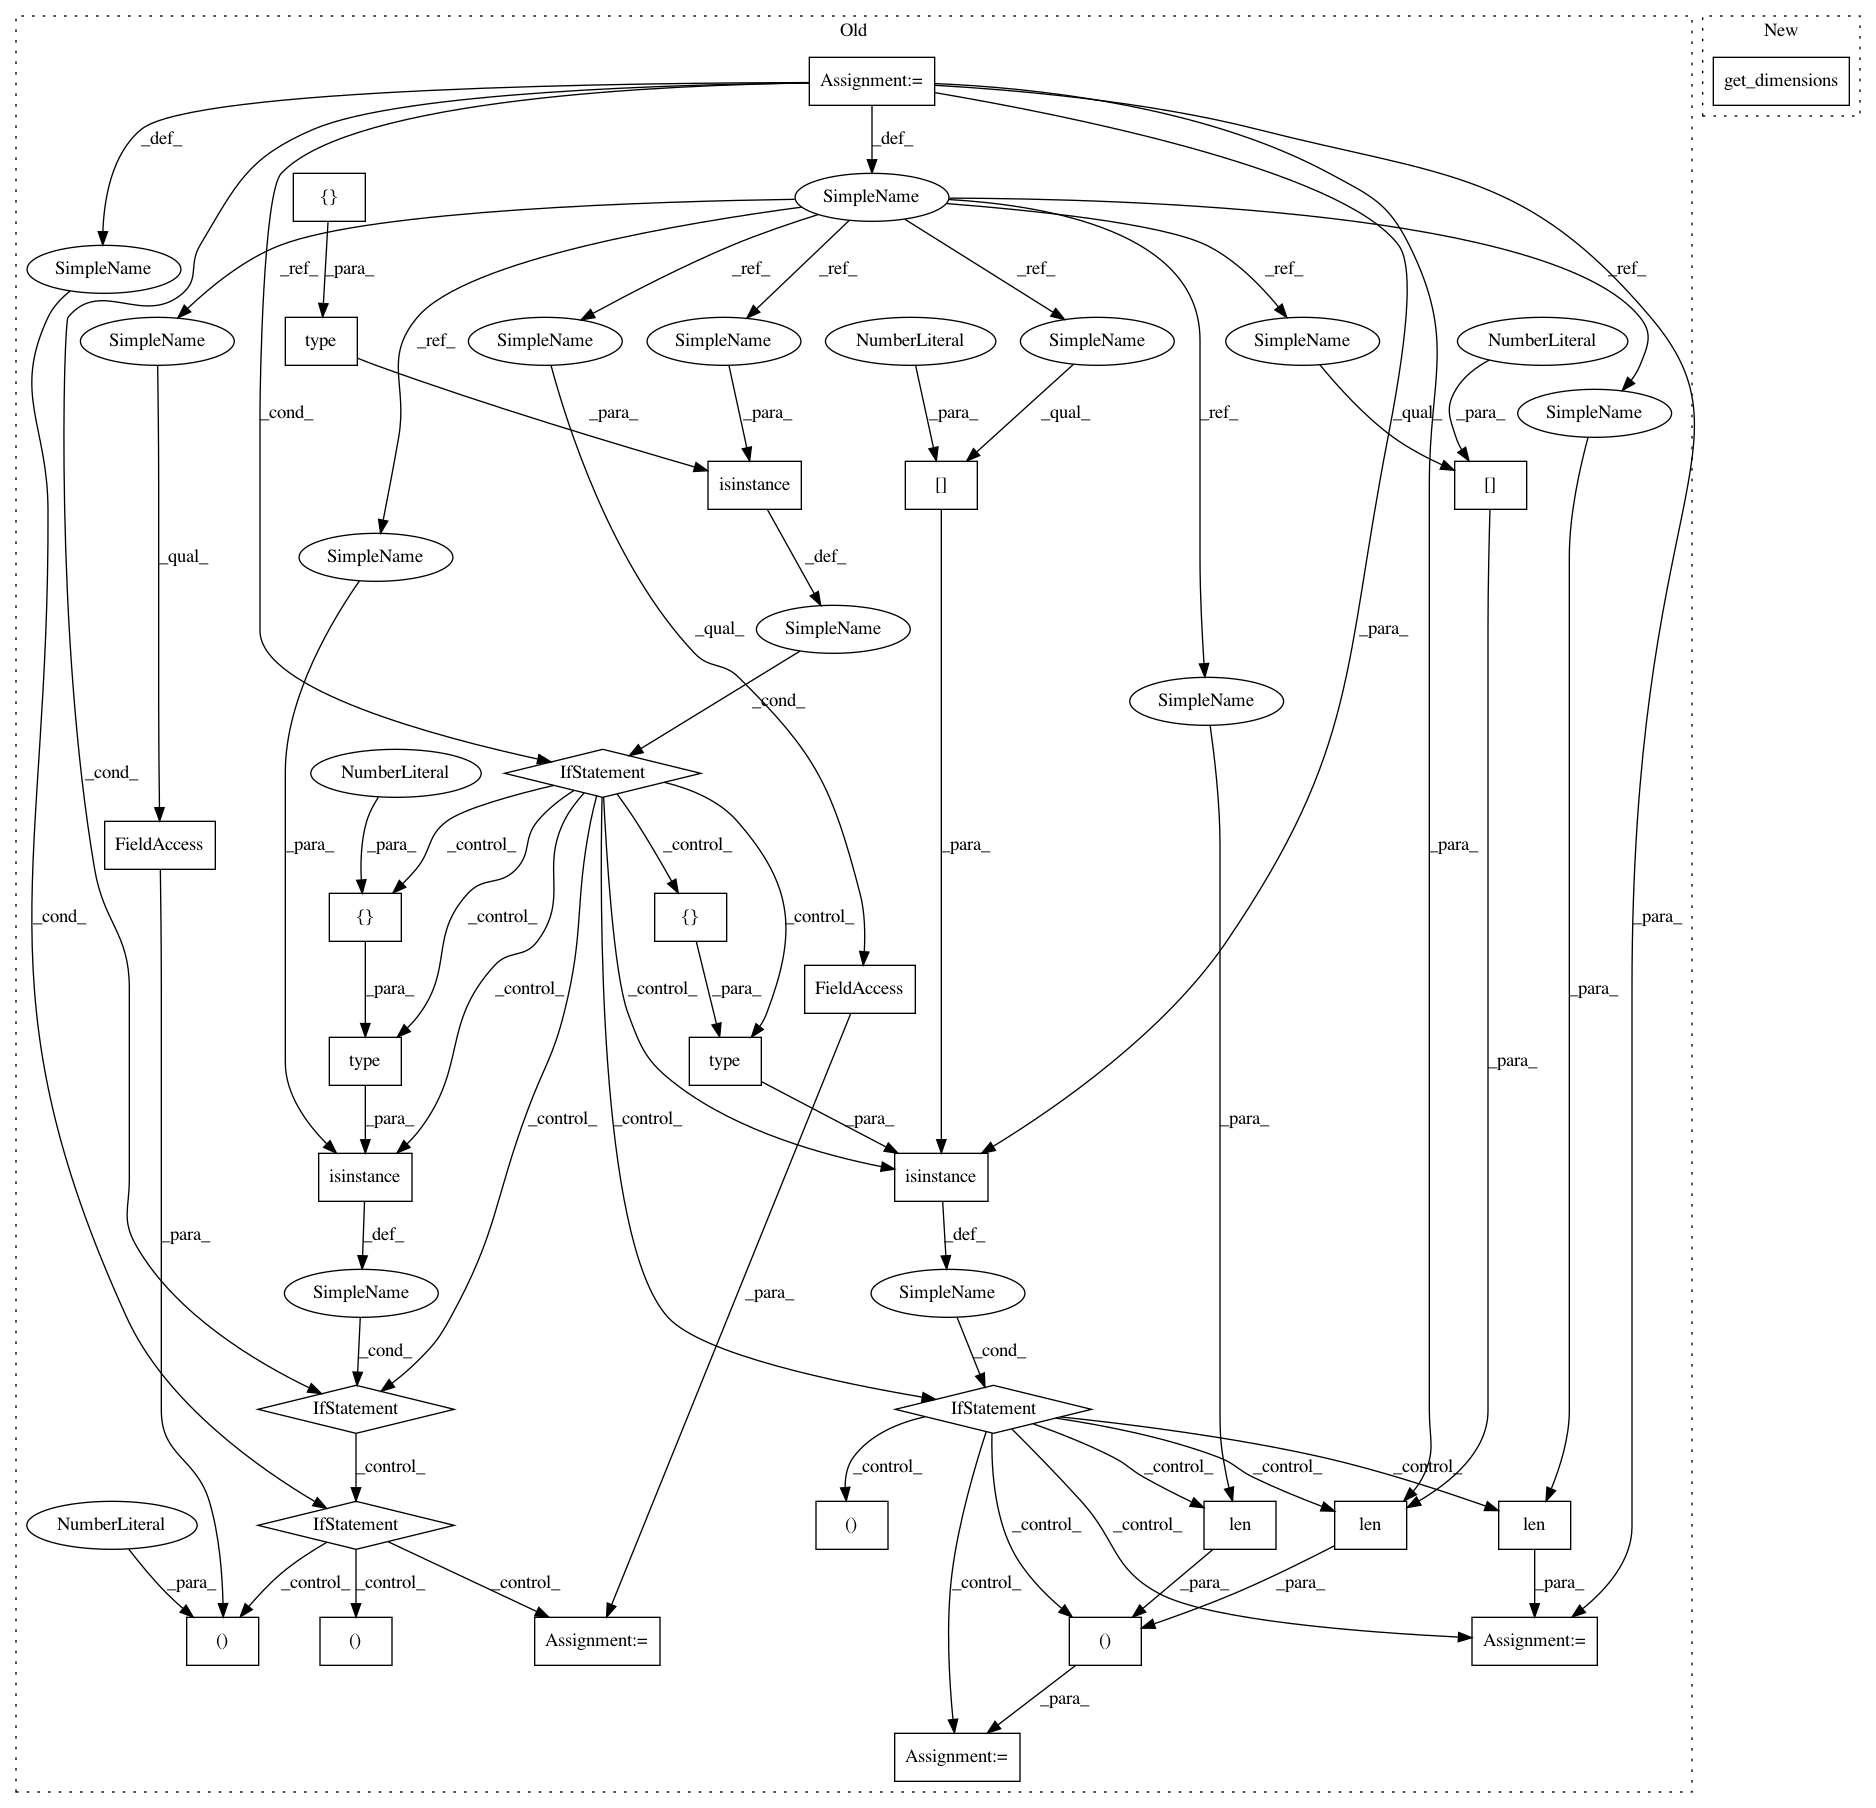 Old
New
Assignment:=
get_dimensions
_def_
_def_
{}
SimpleName
SimpleName
_ref_
_para_
_ref_
_ref_
_ref_
_ref_
_ref_
SimpleName
type
_ref_
SimpleName
SimpleName
NumberLiteral
SimpleName
SimpleName
NumberLiteral
_cond_
_para_
_para_
_para_
_qual_
_ref_
_qual_
_para_
SimpleName
isinstance
[]
[]
_qual_
SimpleName
_def_
_qual_
SimpleName
_para_
_cond_
SimpleName
_cond_
NumberLiteral
IfStatement
FieldAccess
_para_
_para_
_control_
_control_
_para_
_para_
_cond_
{}
_control_
{}
_control_
_para_
_para_
_control_
_para_
FieldAccess
_control_
_para_
type
type
_para_
_para_
_control_
_control_
_para_
_para_
isinstance
isinstance
_para_
_def_
_def_
SimpleName
SimpleName
_para_
_cond_
_cond_
IfStatement
IfStatement
_control_
_control_
_control_
_control_
_control_
NumberLiteral
IfStatement
()
_control_
_control_
len
len
len
_para_
_control_
_control_
_control_
_control_
_para_
_para_
_para_
()
()
Assignment:=
()
Assignment:=
_para_
Assignment:=